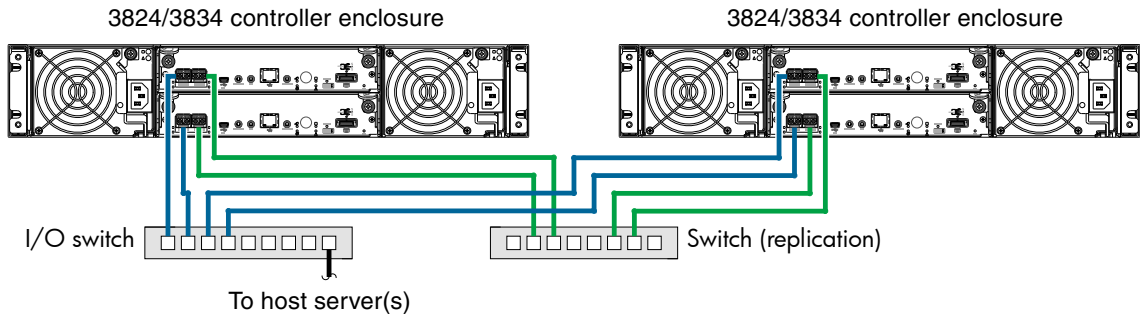 3824/3834 controller enclosure
3824/3834 controller enclosure
I/O switch
Switch (replication)
To host server(s)